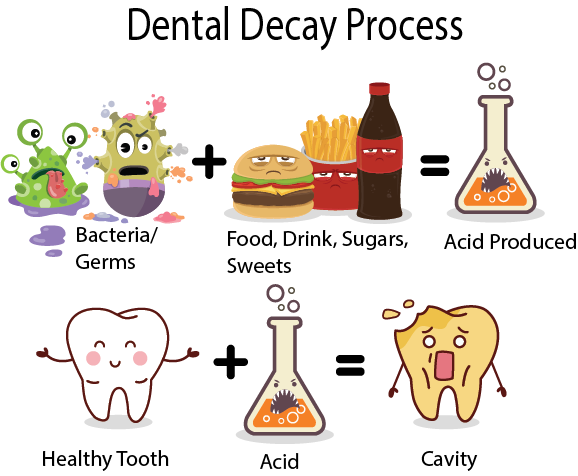 Dental Decay Process
Bacteria/
Germs
Food, Drink, Sugars,
Sweets
Acid Produced
Healthy Tooth
Acid
Cavity